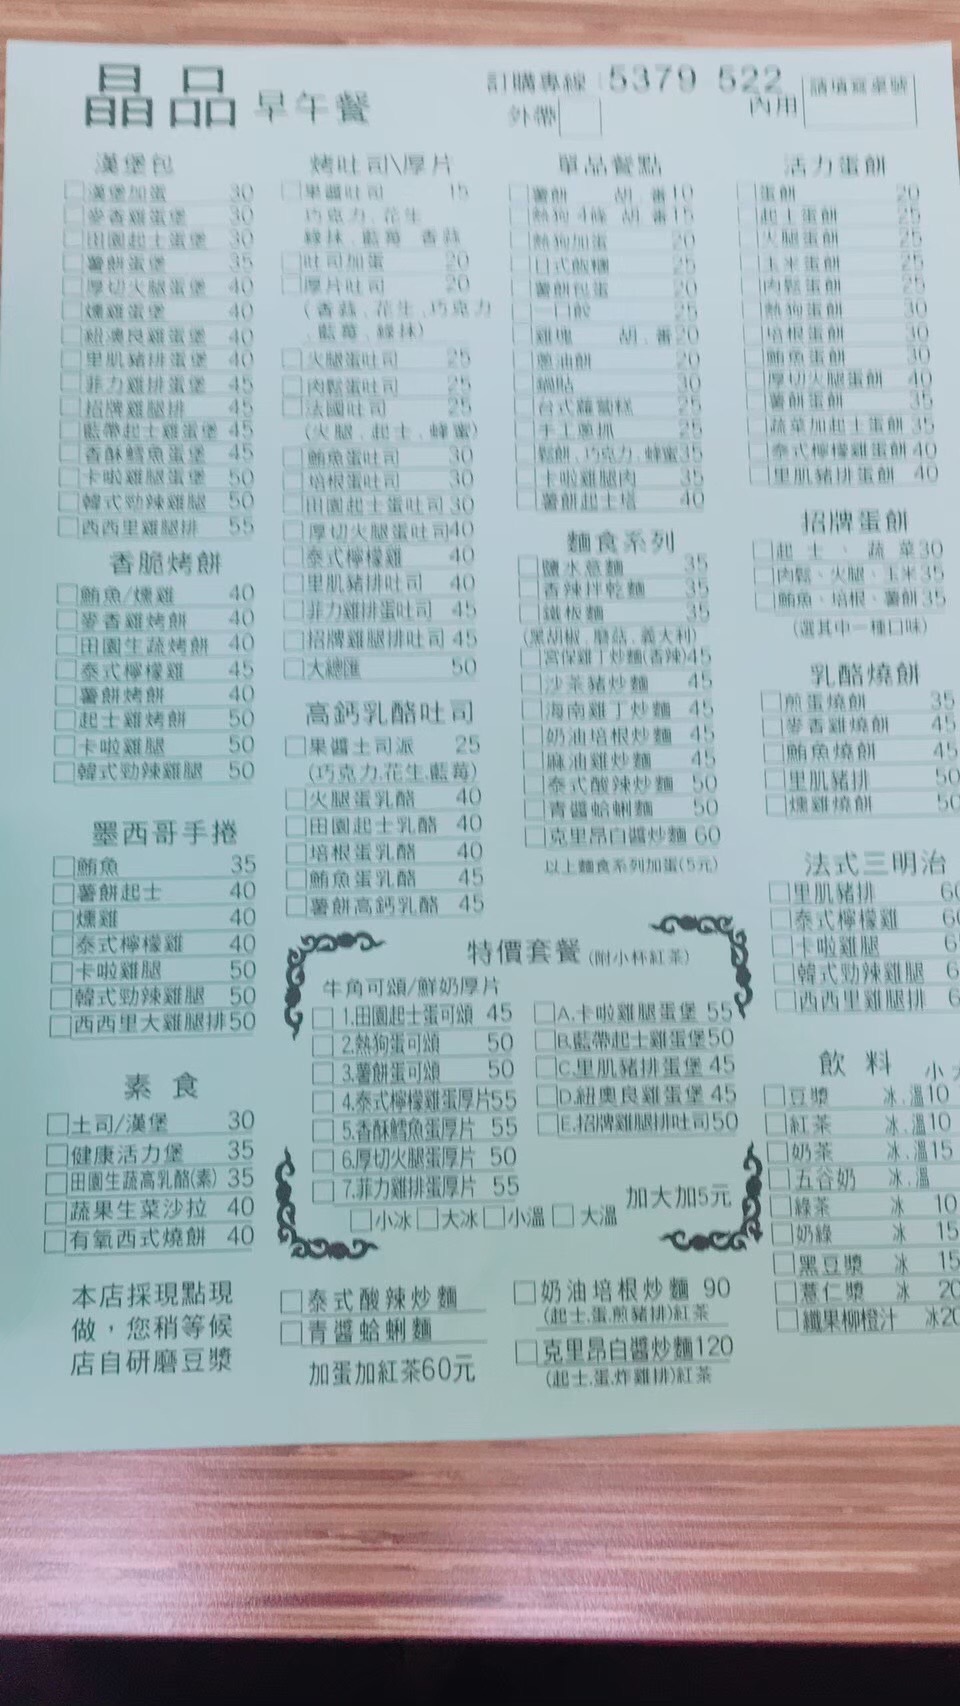 晶品 早午餐
訂購專線：5379 522
外帶
內用
請填寫桌號
漢堡包
漢堡加蛋 30
麥香雞蛋堡 30
田園起士蛋堡 30
薯餅蛋堡 35
厚切火腿蛋堡 40
燻雞蛋堡 40
紐澳良雞蛋堡 40
里肌豬排蛋堡 40
菲力雞排蛋堡 45
招牌雞腿排 45
藍帶起士雞蛋堡 45
香酥鱈魚蛋堡 45
卡啦雞腿蛋堡 50
韓式勁辣雞腿 50
西西里雞腿排 55
香脆烤餅
鮪魚/燻雞 40
麥香雞烤餅 40
田園生蔬烤餅 40
泰式檸檬雞 45
薯餅烤餅 40
起士雞烤餅 50
卡啦雞腿 50
韓式勁辣雞腿 50
墨西哥手捲
鮪魚 35
薯餅起士 40
燻雞 40
泰式檸檬雞 40
卡啦雞腿 50
韓式勁辣雞腿 50
西西里大雞腿排50
素食
土司/漢堡 30
健康活力堡 35
田園生蔬高乳酪(素) 35
蔬果生菜沙拉 40
有氧西式燒餅 40
本店採現點現
做，您稍等候
店自研磨豆漿
烤吐司\厚片
果醬吐司 15
巧克力.花生
綠抹.藍莓 香蒜
吐司加蛋 20
厚片吐司 20
(香蒜.花生.巧克力
.藍莓.綠抹)
火腿蛋吐司 25
肉鬆蛋吐司 25
法國吐司 25
(火腿.起士.蜂蜜)
鮪魚蛋吐司 30
培根蛋吐司 30
田園起士蛋吐司 30
厚切火腿蛋吐司40
泰式檸檬雞 40
里肌豬排吐司 40
菲力雞排蛋吐司 45
招牌雞腿排吐司 45
大總匯 50
高鈣乳酪吐司
果醬土司派 25
(巧克力.花生.藍莓)
火腿蛋乳酪 40
田園起士乳酪 40
培根蛋乳酪 40
鮪魚蛋乳酪 45
薯餅高鈣乳酪 45
單品餐點
薯餅 胡.番10
熱狗 4條 胡.番15
熱狗加蛋 20
日式飯糰 25
薯餅包蛋 20
一口餃 25
雞塊 胡.番20
蔥油餅 20
鍋貼 30
台式蘿蔔糕 25
手工蔥抓 25
鬆餅.巧克力.蜂蜜35
卡啦雞腿肉 35
薯餅起士塔 40
麵食系列
鹽水意麵 35
香辣拌乾麵 35
鐵板麵 35
(黑胡椒.磨菇.義大利)
宮保雞丁炒麵(香辣)45
沙茶豬炒麵 45
海南雞丁炒麵 45
奶油培根炒麵 45
麻油雞炒麵 45
泰式酸辣炒麵 50
青醬蛤蜊麵 50
克里昂白醬炒麵 60
以上麵食系列加蛋(5元)
活力蛋餅
蛋餅 20
起士蛋餅 25
火腿蛋餅 25
玉米蛋餅 25
肉鬆蛋餅 25
熱狗蛋餅 30
培根蛋餅 30
鮪魚蛋餅 30
厚切火腿蛋餅 40
薯餅蛋餅 35
蔬菜加起士蛋餅 35
泰式檸檬雞蛋餅 40
里肌豬排蛋餅 40
招牌蛋餅
起士、蔬菜30
肉鬆、火腿、玉米35
鮪魚、培根、薯餅35
(選其中一種口味)
乳酪燒餅
煎蛋燒餅 35
麥香雞燒餅 45
鮪魚燒餅 45
里肌豬排 50
燻雞燒餅 50
法式三明治
里肌豬排 60
泰式檸檬雞 60
卡啦雞腿 6
韓式勁辣雞腿 6
西西里雞腿排 6
飲料 小 大
豆漿 冰.溫10
紅茶 冰.溫10
奶茶 冰.溫15
五谷奶 冰.溫
綠茶 冰 10
奶綠 冰 15
黑豆漿 冰 15
薏仁漿 冰 20
纖果柳橙汁 冰20
特價套餐(附小杯紅茶)
牛角可頌/鮮奶厚片
1.田園起士蛋可頌 45
2.熱狗蛋可頌 50
3.薯餅蛋可頌 50
4.泰式檸檬雞蛋厚片55
5.香酥鱈魚蛋厚片 55
6.厚切火腿蛋厚片 50
7.菲力雞排蛋厚片 55
A.卡啦雞腿蛋堡 55
B.藍帶起士雞蛋堡50
C.里肌豬排蛋堡 45
D.紐奧良雞蛋堡 45
E.招牌雞腿排吐司50
加大加5元
小冰 大冰 小溫 大溫
泰式酸辣炒麵
青醬蛤蜊麵
加蛋加紅茶60元
奶油培根炒麵 90
(起士.蛋.煎豬排)紅茶
克里昂白醬炒麵120
(起士.蛋.炸雞排)紅茶